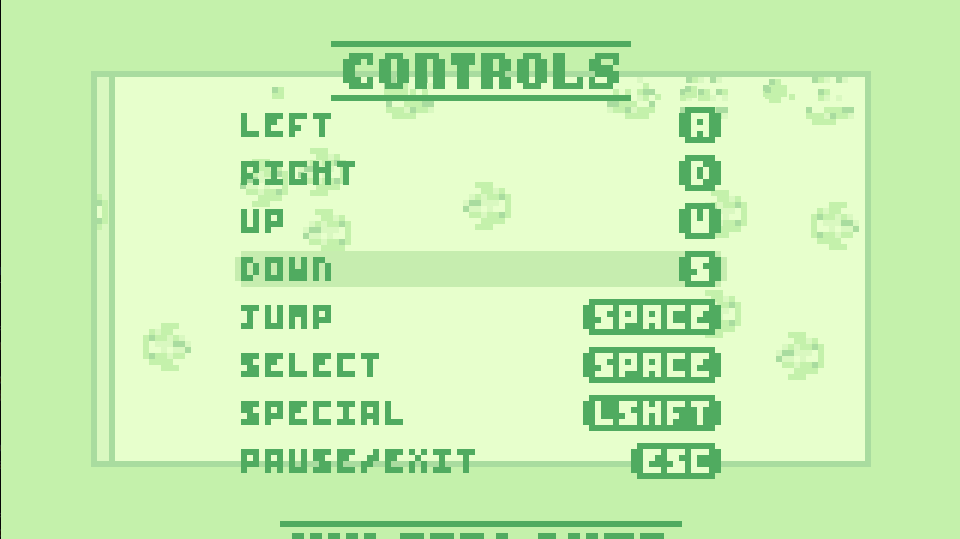 CONTROLS
LEFT A
RIGHT D
UP W
DOWN S
JUMP SPACE
SELECT SPACE
SPECIAL LSHFT
PAUSE/EXIT ESC